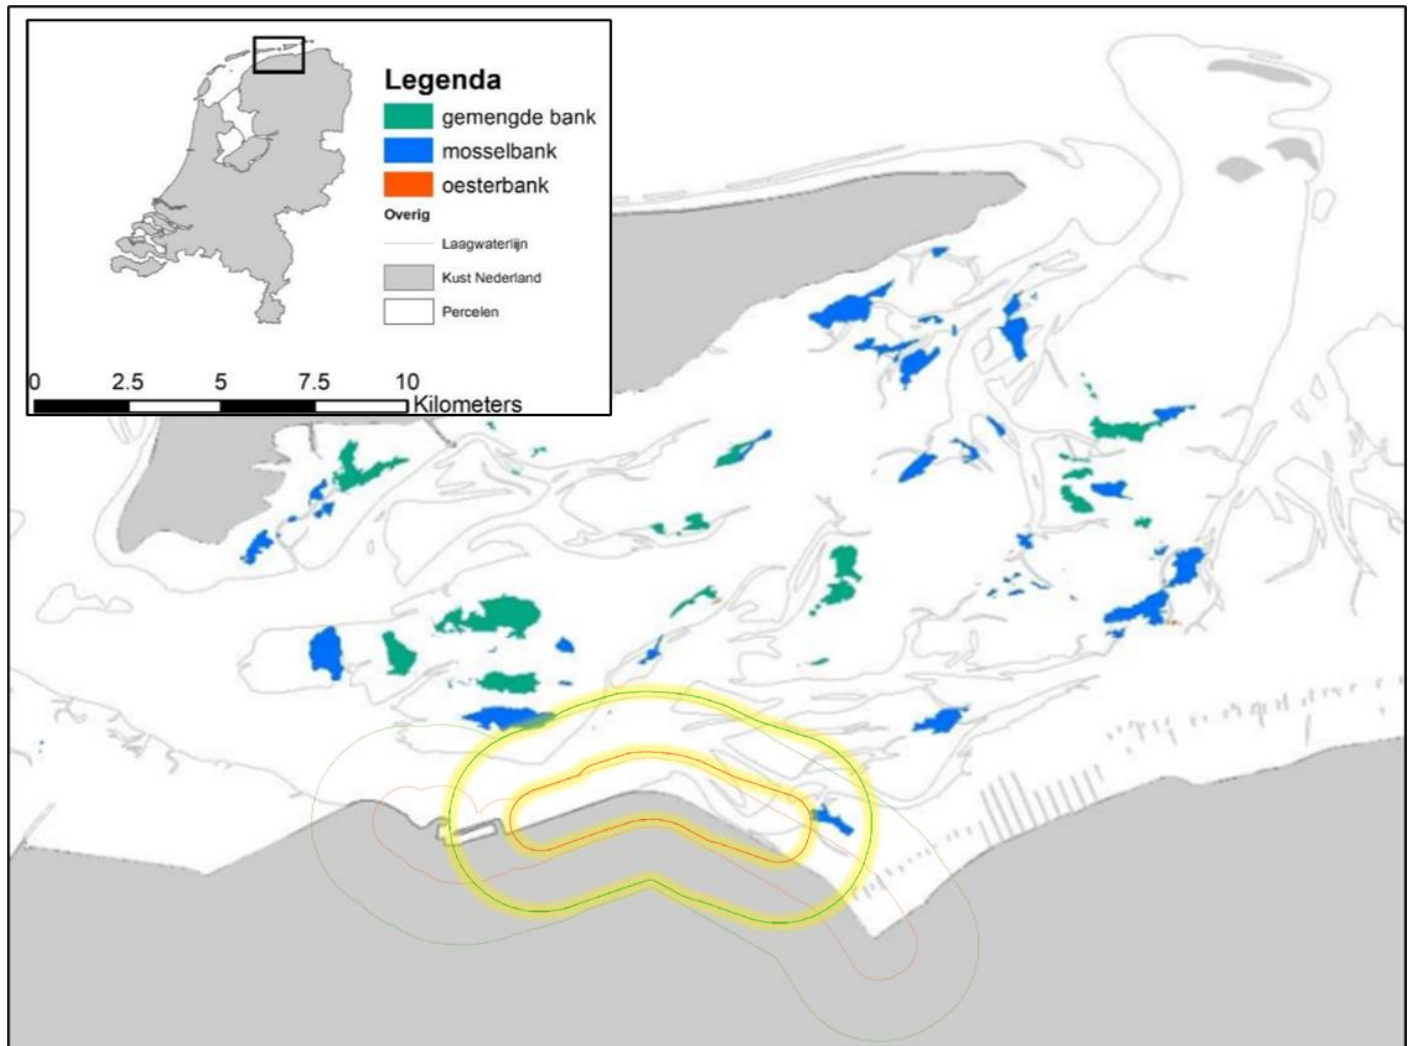 Legenda
gemengde bank
mosselbank
oesterbank
Overig
Laagwaterlijn
Kust Nederland
Percelen
0 2.5 5 7.5 10
Kilometers